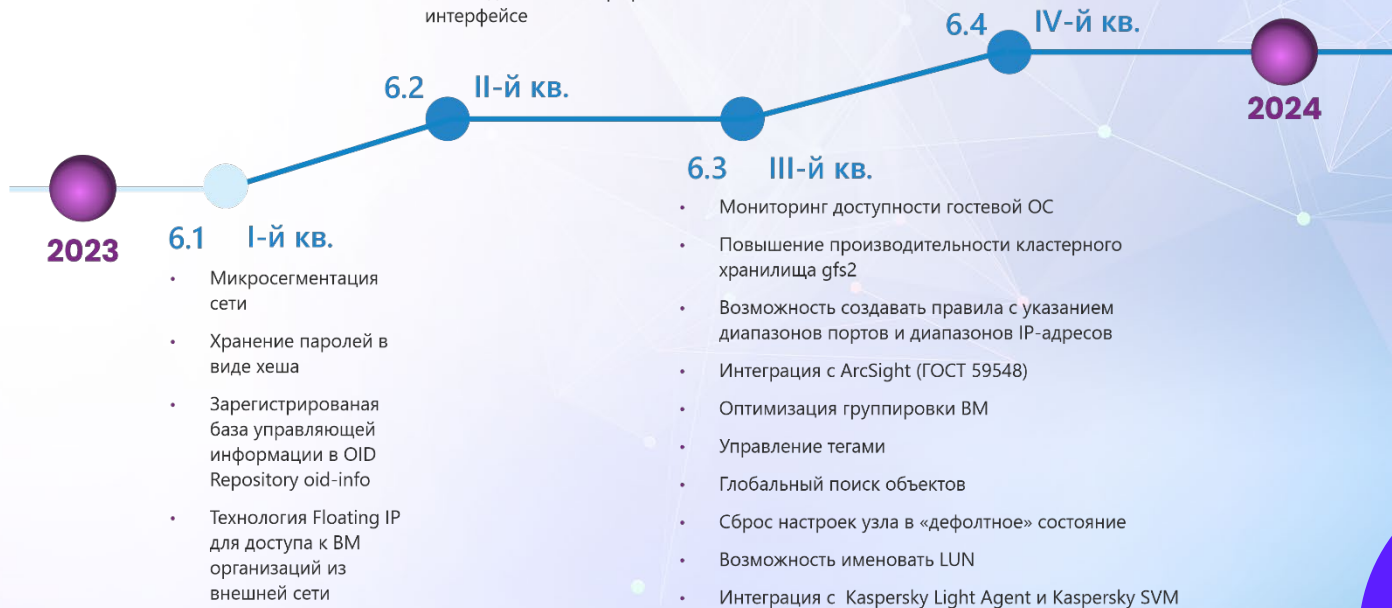 интерфейсе
6.4 IV-й кв.
6.2 II-й кв.
2024
6.3 III-й кв.
• Мониторинг доступности гостевой ОС
• Повышение производительности кластерного
хранилища gfs2
• Возможность создавать правила с указанием
диапазонов портов и диапазонов IP-адресов
• Интеграция с ArcSight (ГОСТ 59548)
• Оптимизация группировки ВМ
• Управление тегами
• Глобальный поиск объектов
• Сброс настроек узла в «дефолтное» состояние
• Возможность именовать LUN
• Интеграция с Kaspersky Light Agent и Kaspersky SVM
2023
6.1 I-й кв.
• Микросегментация
сети
• Хранение паролей в
виде хеша
• Зарегистрированая
база управляющей
информации в OID
Repository oid-info
• Технология Floating IP
для доступа к ВМ
организаций из
внешней сети